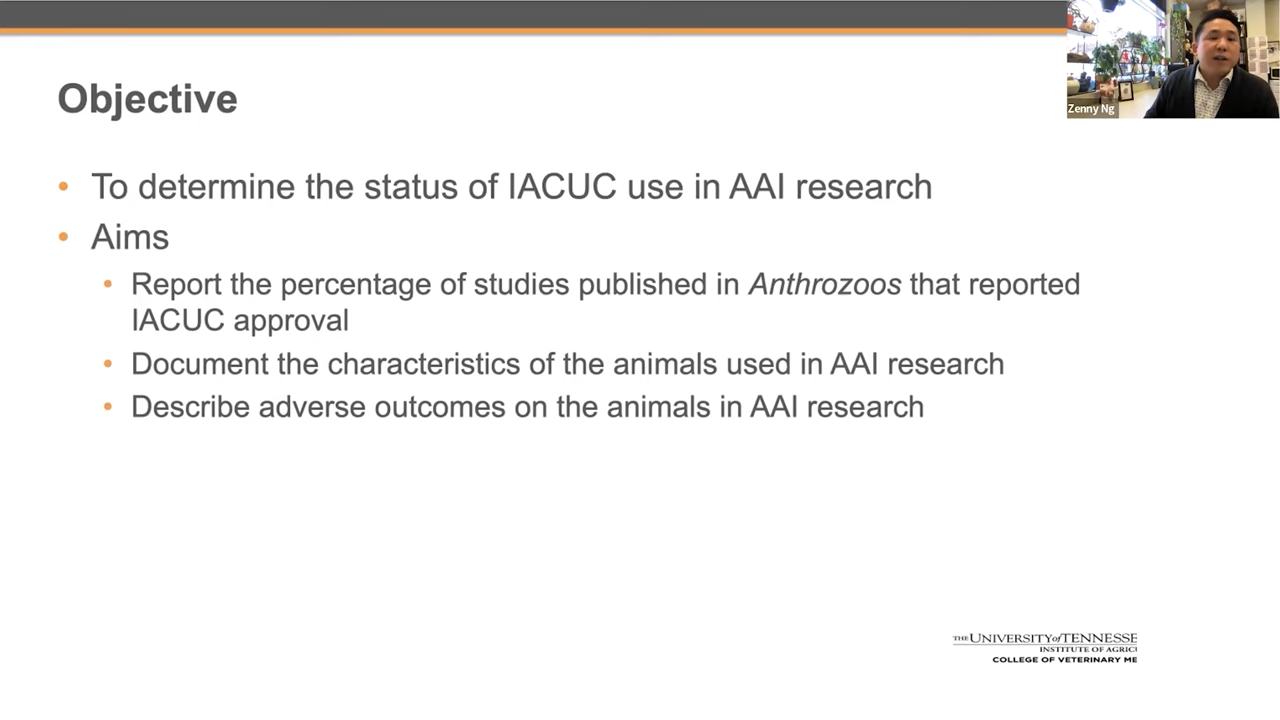 Zenny Ng
Objective
• To determine the status of IACUC use in AAI research
• Aims
• Report the percentage of studies published in Anthrozoos that reported
IACUC approval
• Document the characteristics of the animals used in AAI research
• Describe adverse outcomes on the animals in AAI research
THE UNIVERSITY of TENNESSE
INSTITUTE OF AGRICU
COLLEGE OF VETERINARY ME